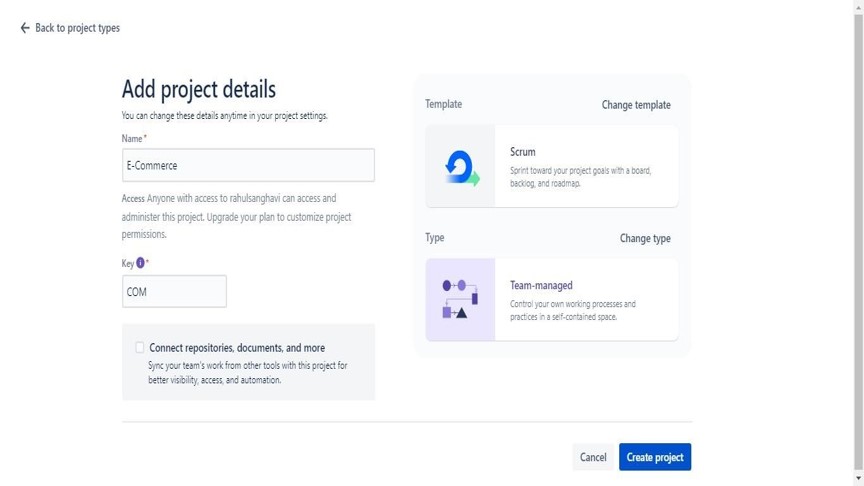 Back to project types
Add project details
You can change these details anytime in your project settings.
Name*
E-Commerce
Access Anyone with access to rahulsanghavi can access and
administer this project. Upgrade your plan to customize project
permissions.
Key i *
COM
Connect repositories, documents, and more
Sync your team's work from other tools with this project for
better visibility, access, and automation.
Template
Change template
Scrum
Sprint toward your project goals with a board,
backlog, and roadmap.
Type
Change type
Team-managed
Control your own working processes and
practices in a self-contained space.
Cancel
Create project